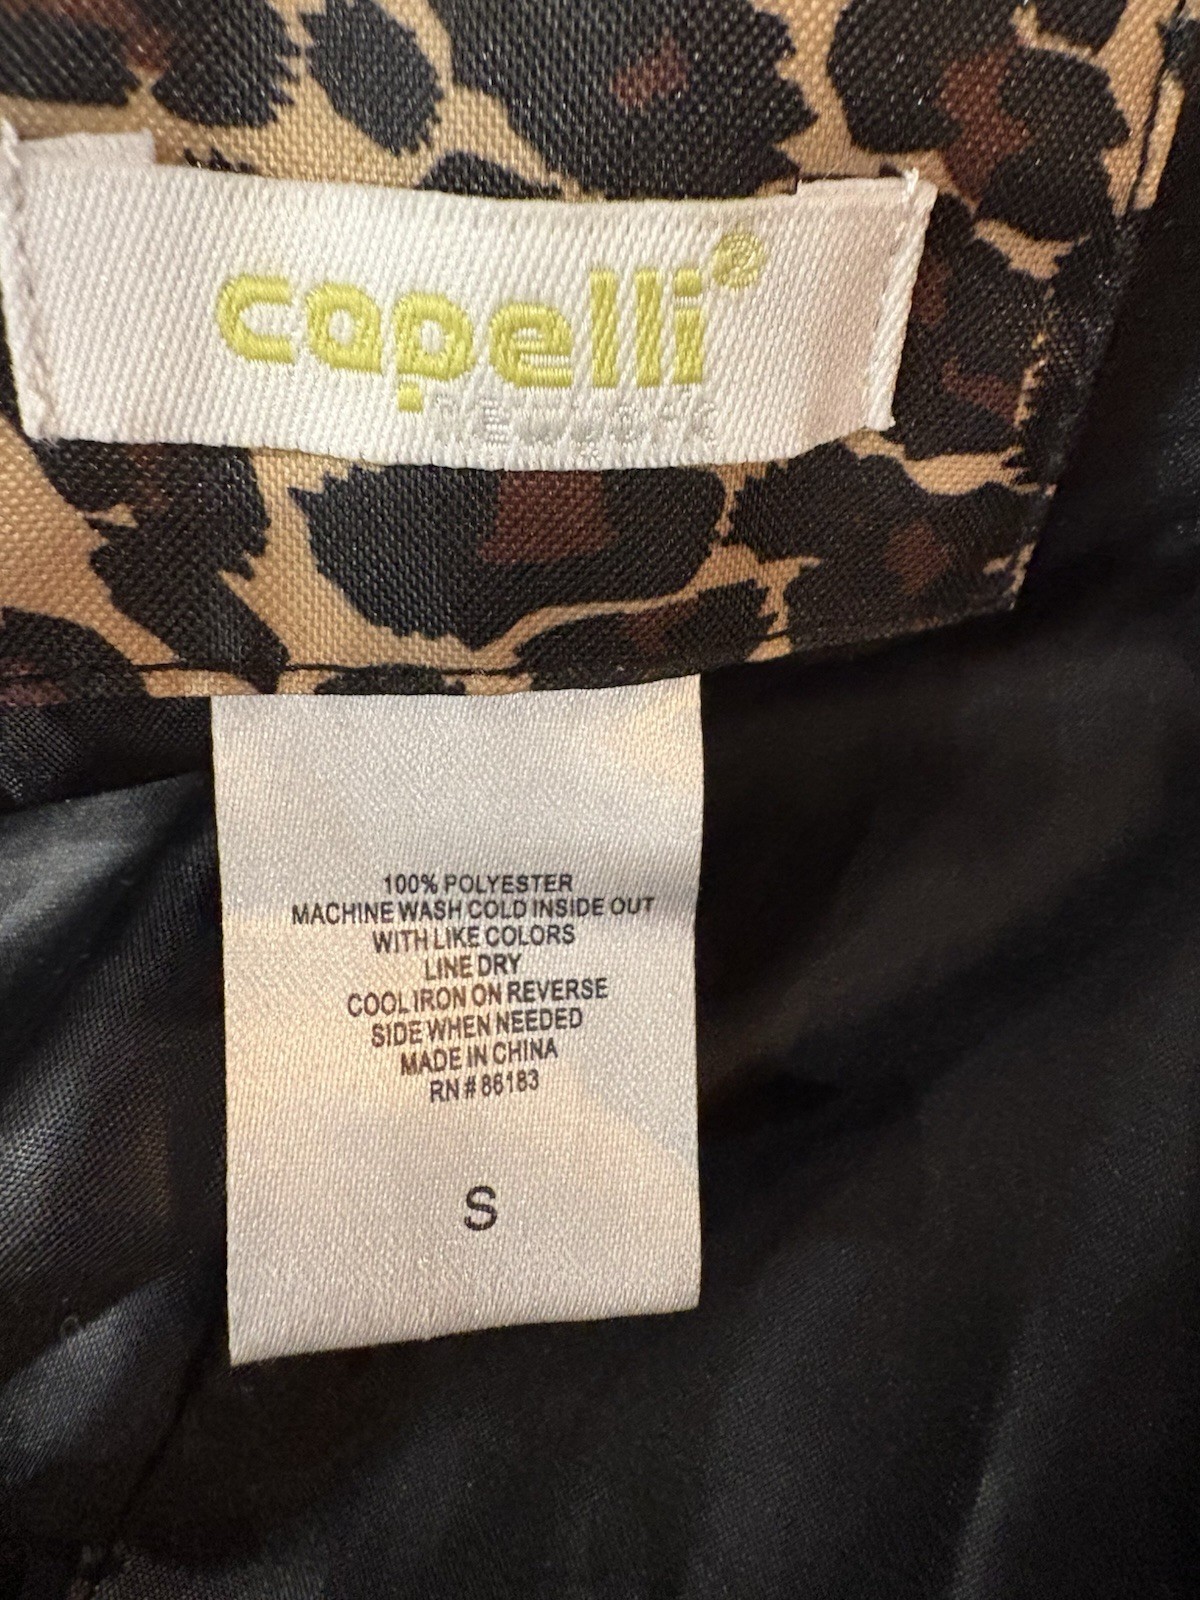 capelli®
NEW YORK
100% POLYESTER
MACHINE WASH COLD INSIDE OUT
WITH LIKE COLORS
LINE DRY
COOL IRON ON REVERSE
SIDE WHEN NEEDED
MADE IN CHINA
RN# 86183
S